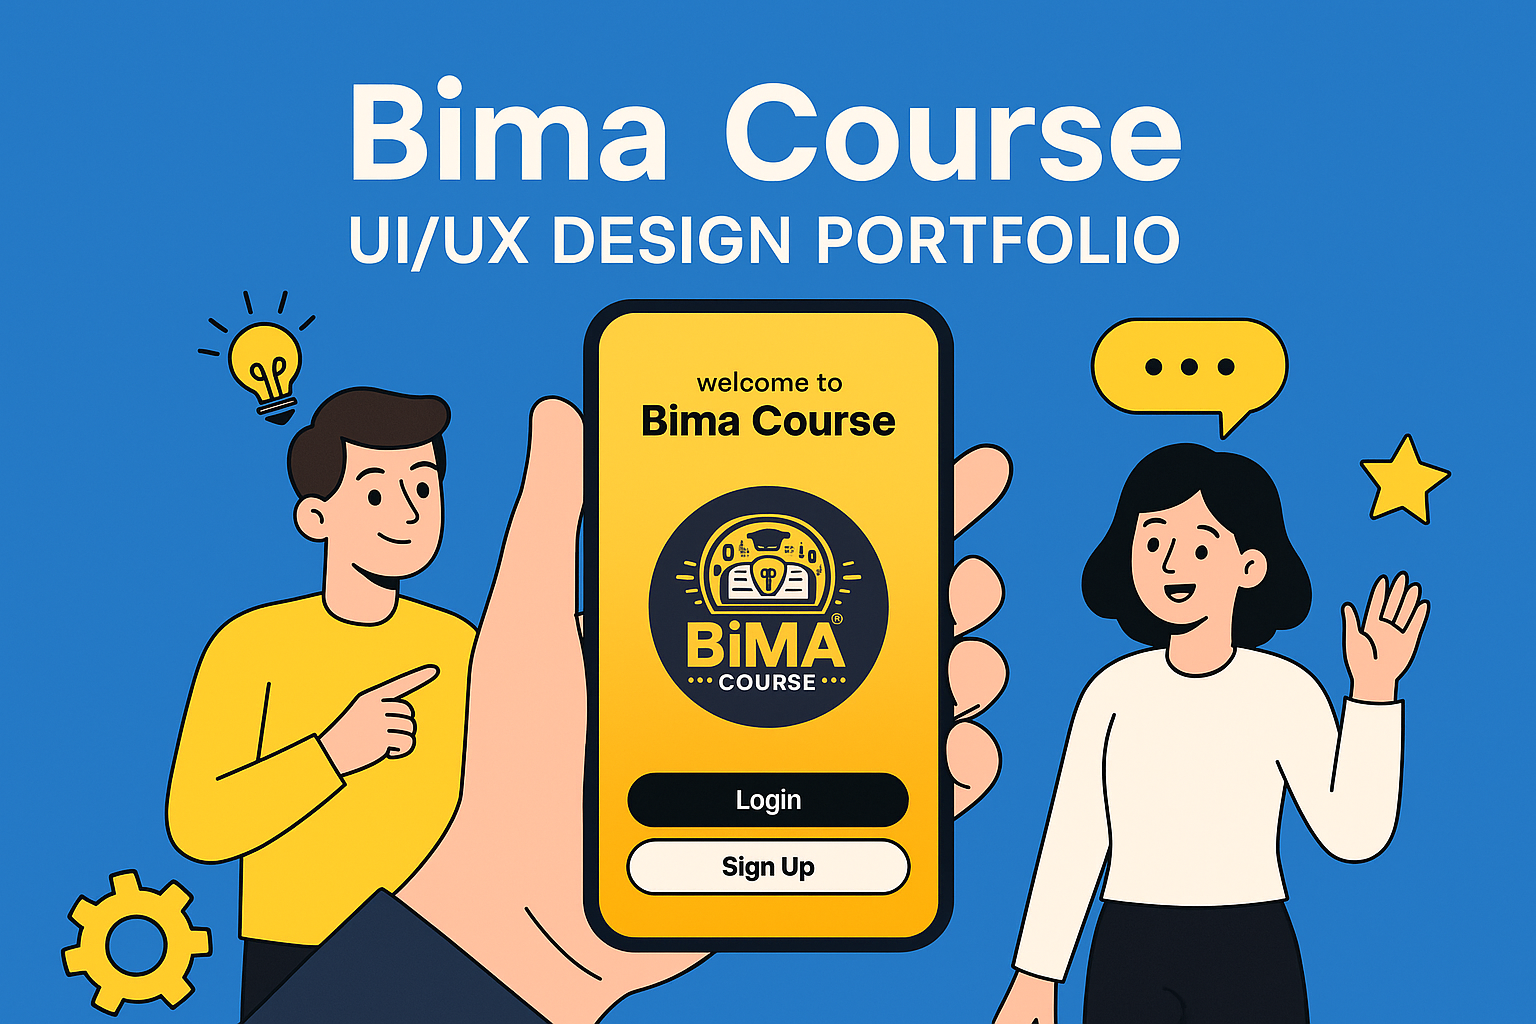 Bima Course
UI/UX DESIGN PORTFOLIO
welcome to
Bima Course
BiMA®
COURSE
Login
Sign Up